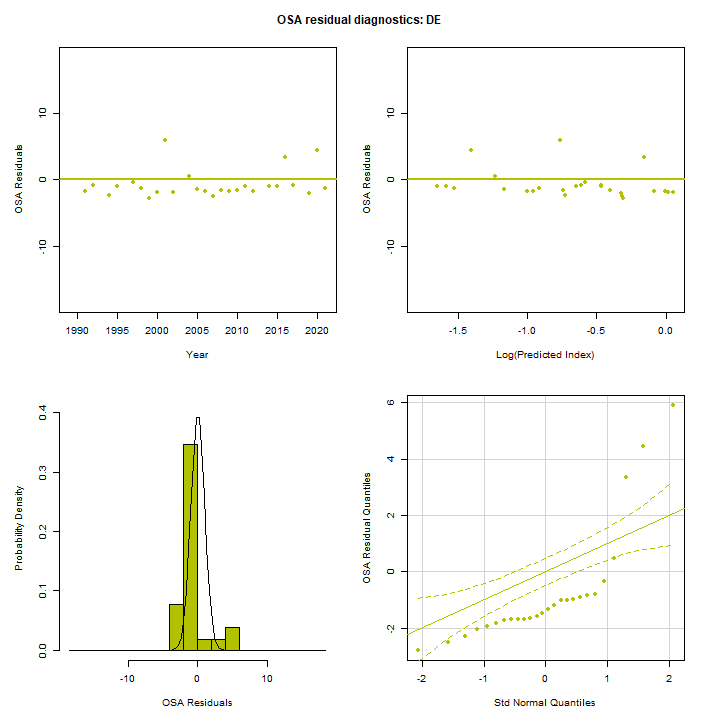 OSA residual diagnostics: DE
OSA Residuals
10
0
-10
1990 1995 2000 2005 2010 2015 2020
Year
OSA Residuals
10
0
-10
-1.5 -1.0 -0.5 0.0
Log(Predicted Index)
Probability Density
0.4
0.3
0.2
0.1
0.0
-10 0 10
OSA Residuals
OSA Residual Quantiles
6
4
2
0
-2
-2 -1 0 1 2
Std Normal Quantiles